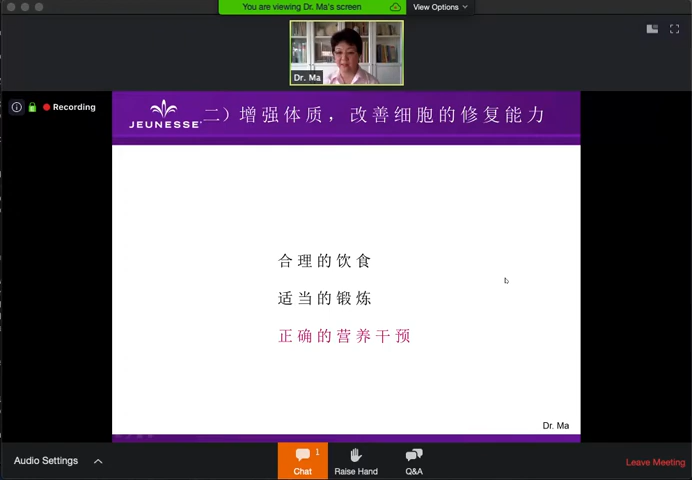 You are viewing Dr. Ma's screen
View Options
Dr. Ma
Recording
JEUNESSE
二）增强体质，改善细胞的修复能力
合理的饮食
适当的锻炼
正确的营养干预
Dr. Ma
Audio Settings
Chat
1
Raise Hand
Q&A
Leave Meeting